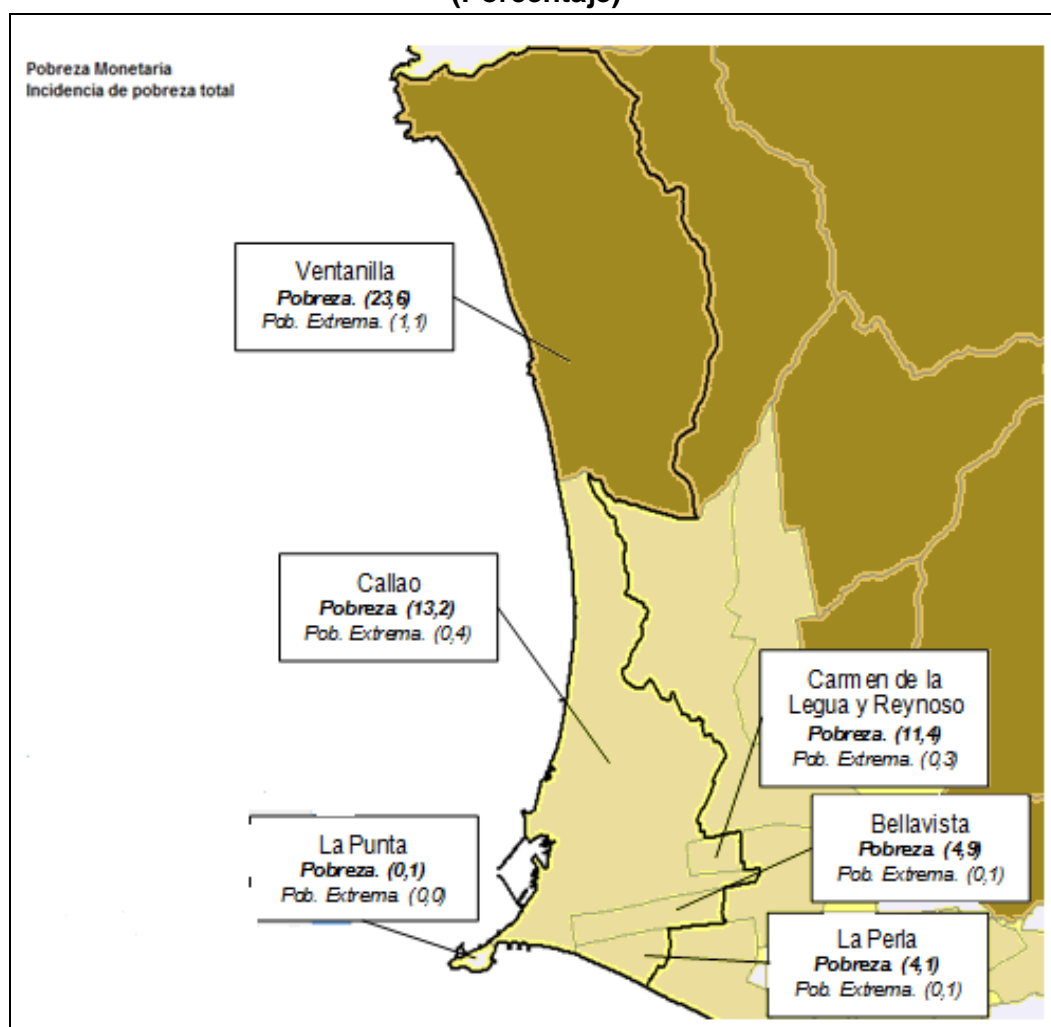 (Porcentaje)
Pobreza Monetaria
Incidencia de pobreza total
Ventanilla
Pobreza. (23,6)
Pob. Extrema. (1,1)
Callao
Pobreza. (13,2)
Pob. Extrema. (0,4)
Carmen de la
Legua y Reynoso
Pobreza. (11,4)
Pob. Extrema. (0,3)
Bellavista
Pobreza. (4,9)
Pob. Extrema. (0,1)
La Punta
Pobreza. (0,1)
Pob. Extrema. (0,0)
La Perla
Pobreza. (4,1)
Pob. Extrema. (0,1)